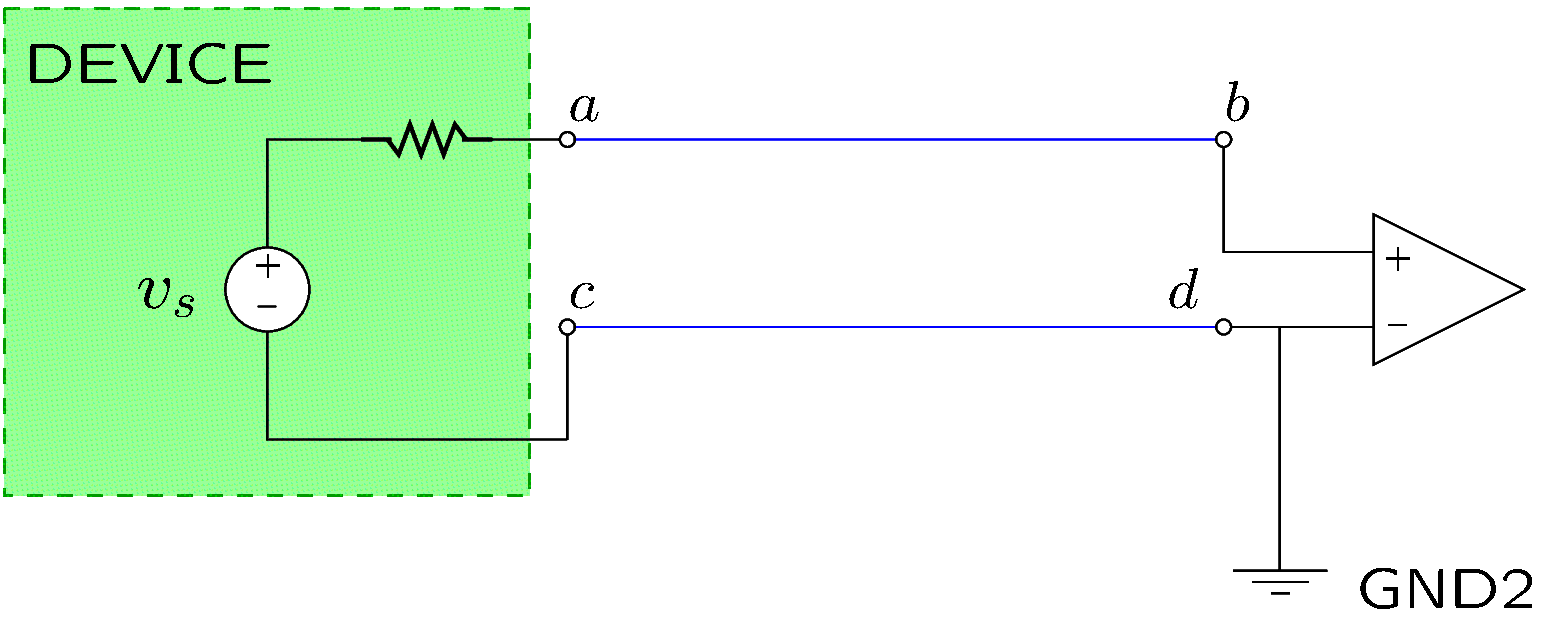 DEVICE
a
b
+
−
v_s
c
d
+
−
GND2